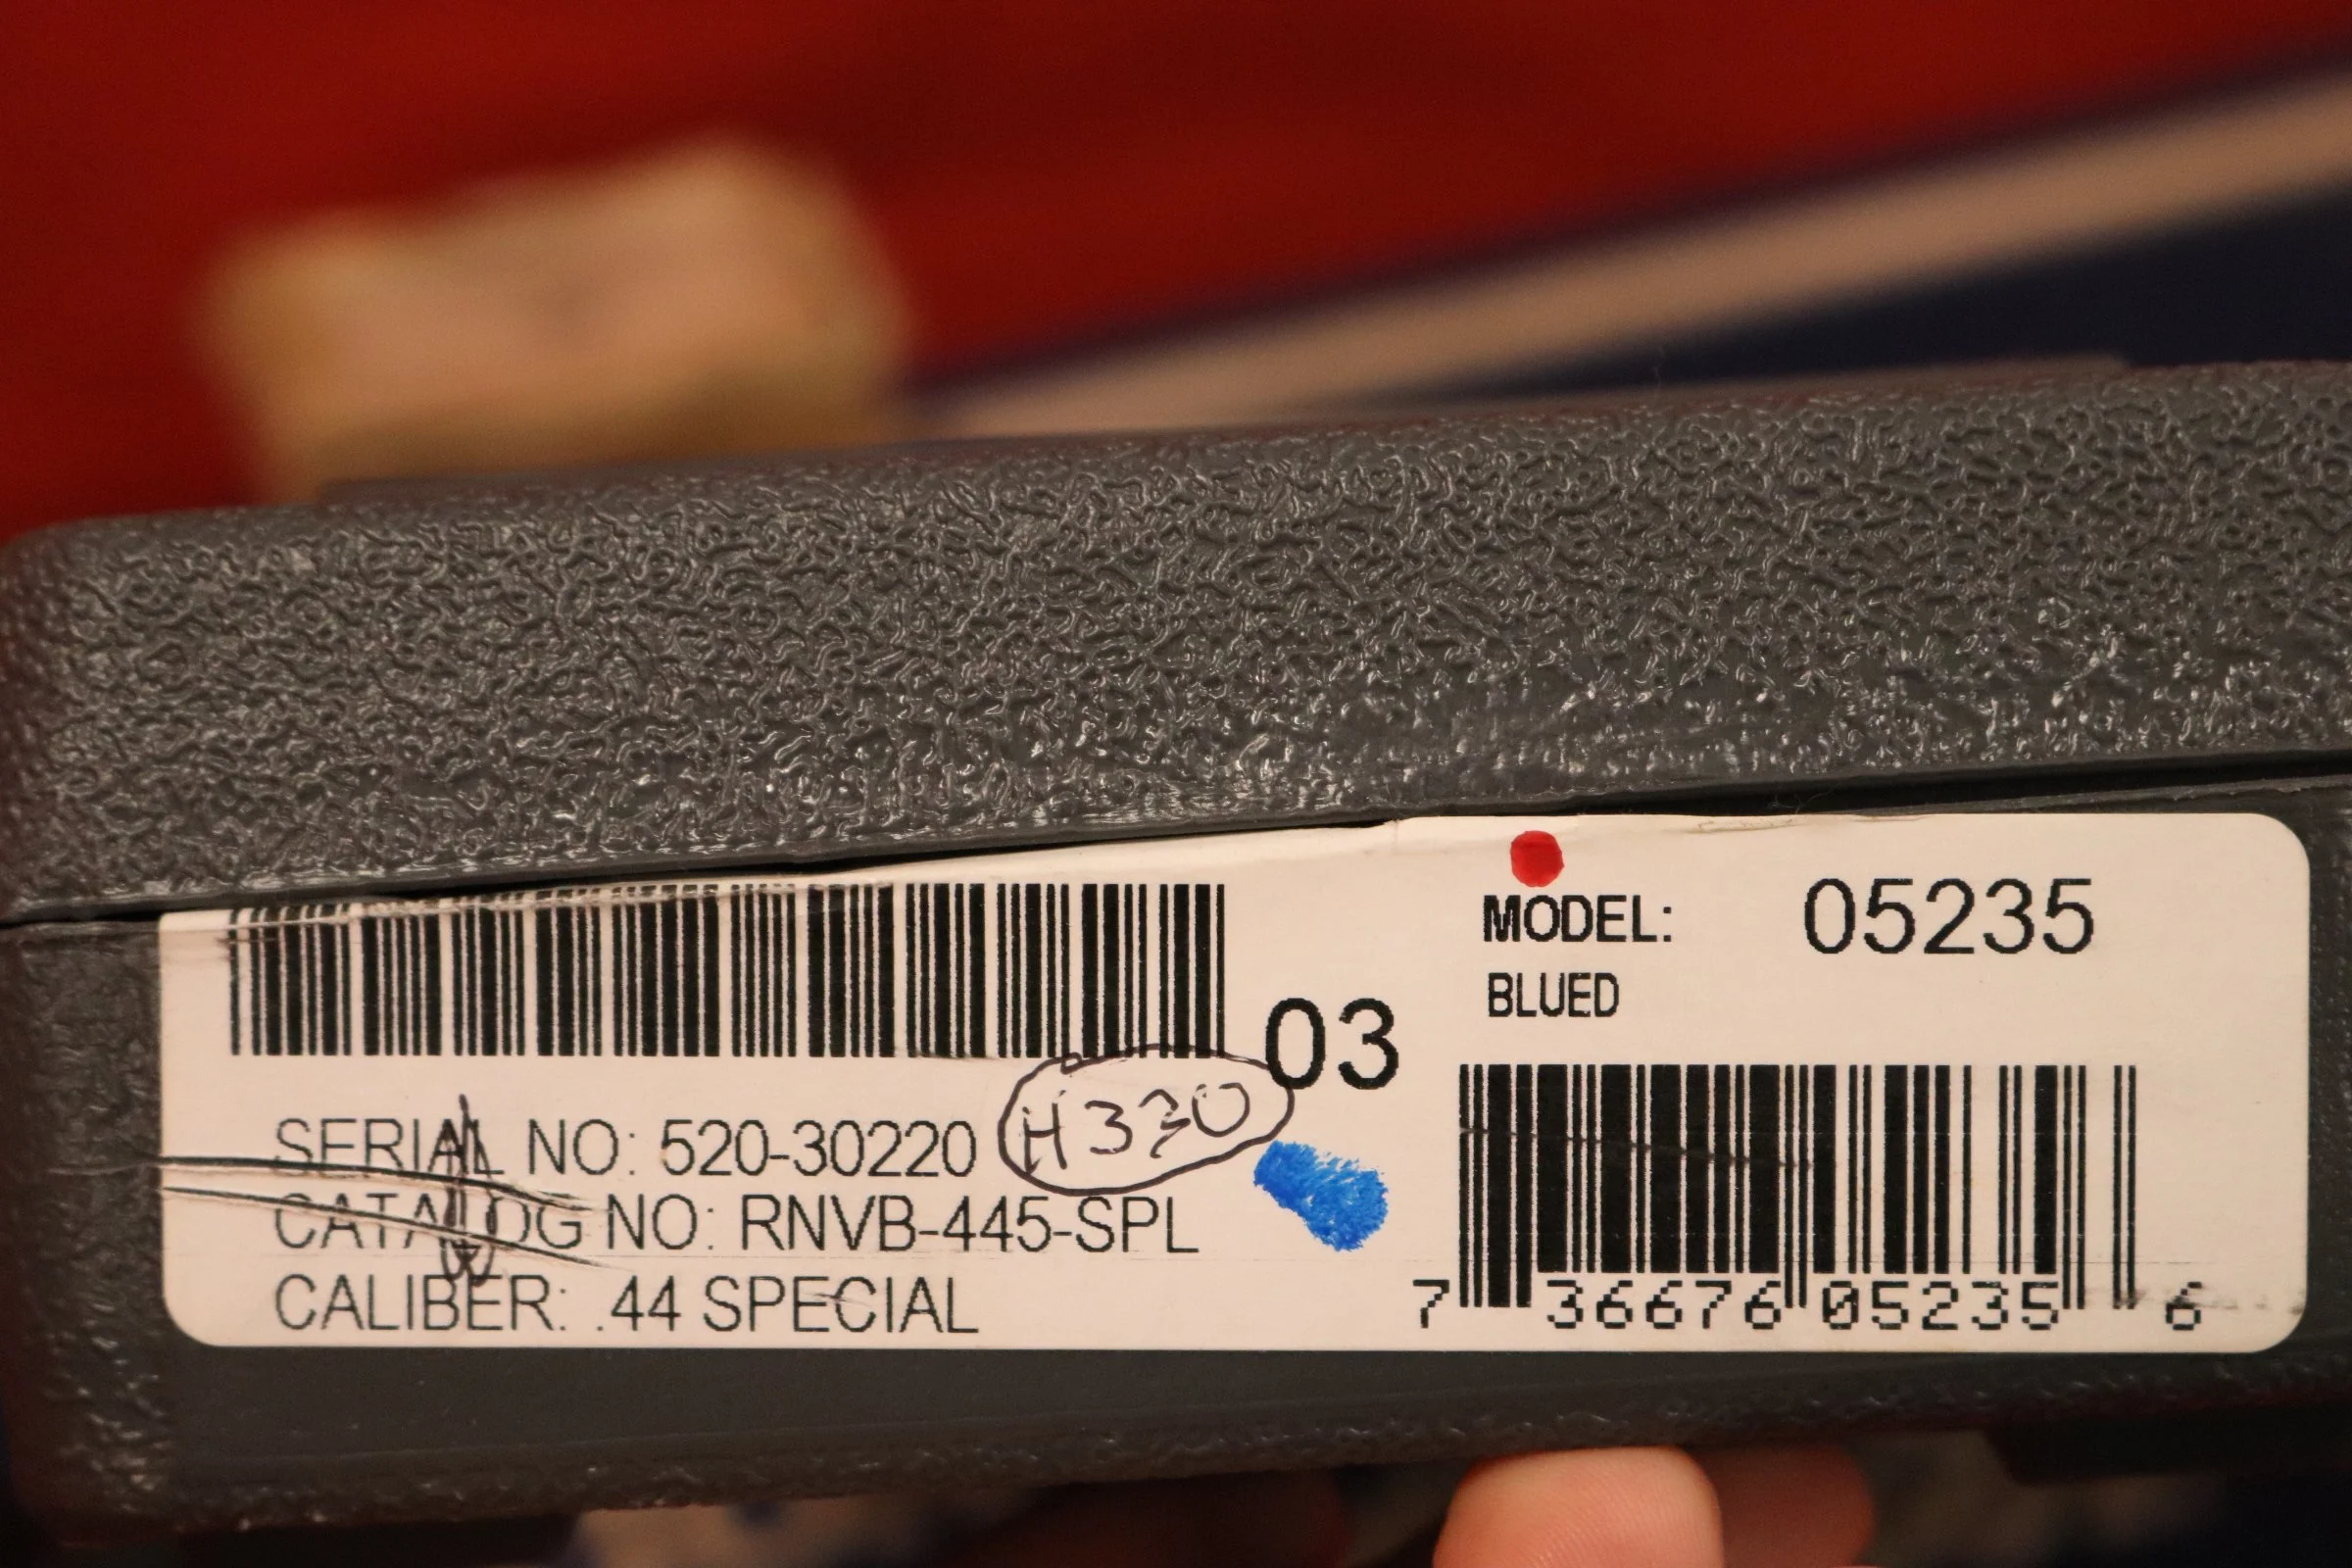 MODEL: 05235
BLUED
03
SERIAL NO: 520-30220
H330
CATALOG NO: RNVB-445-SPL
CALIBER: .44 SPECIAL
7 36676 05235 6